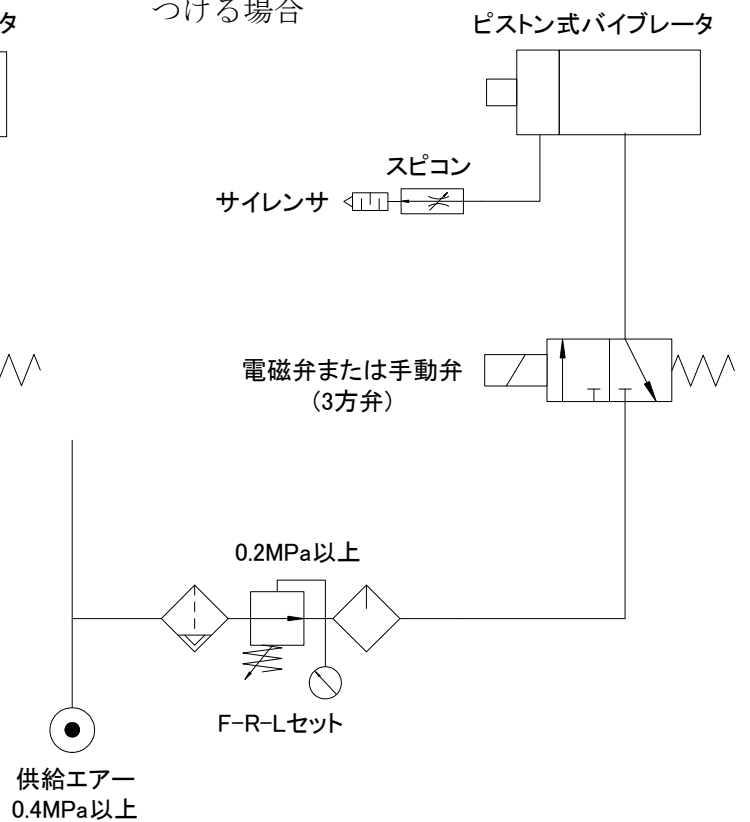 つける場合
タ
ピストン式バイブレータ
スピコン
サイレンサ
電磁弁または手動弁
(3方弁)
0.2MPa以上
F-R-Lセット
供給エアー
0.4MPa以上